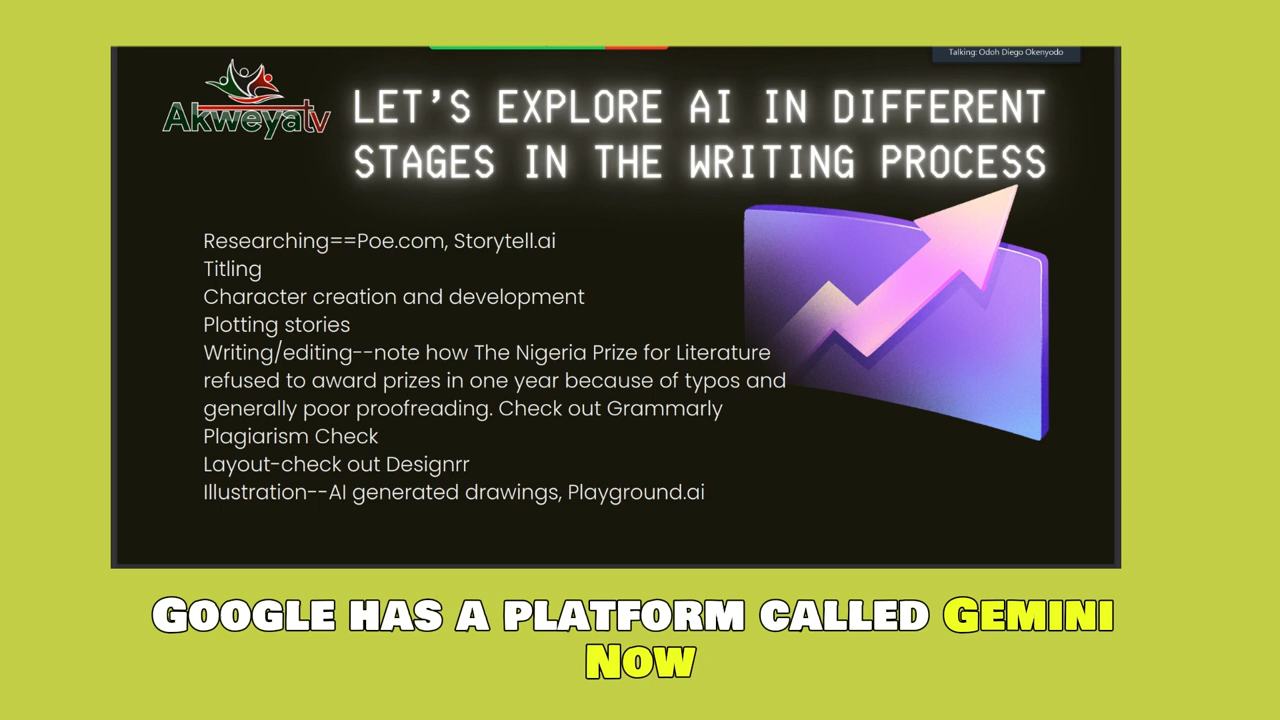 Talking: Odoh Diego Okenyodo
Akweyatv
LET'S EXPLORE AI IN DIFFERENT
STAGES IN THE WRITING PROCESS
Researching==Poe.com, Storytell.ai
Titling
Character creation and development
Plotting stories
Writing/editing--note how The Nigeria Prize for Literature
refused to award prizes in one year because of typos and
generally poor proofreading. Check out Grammarly
Plagiarism Check
Layout-check out Designrr
Illustration--AI generated drawings, Playground.ai
Google has a platform called Gemini
Now